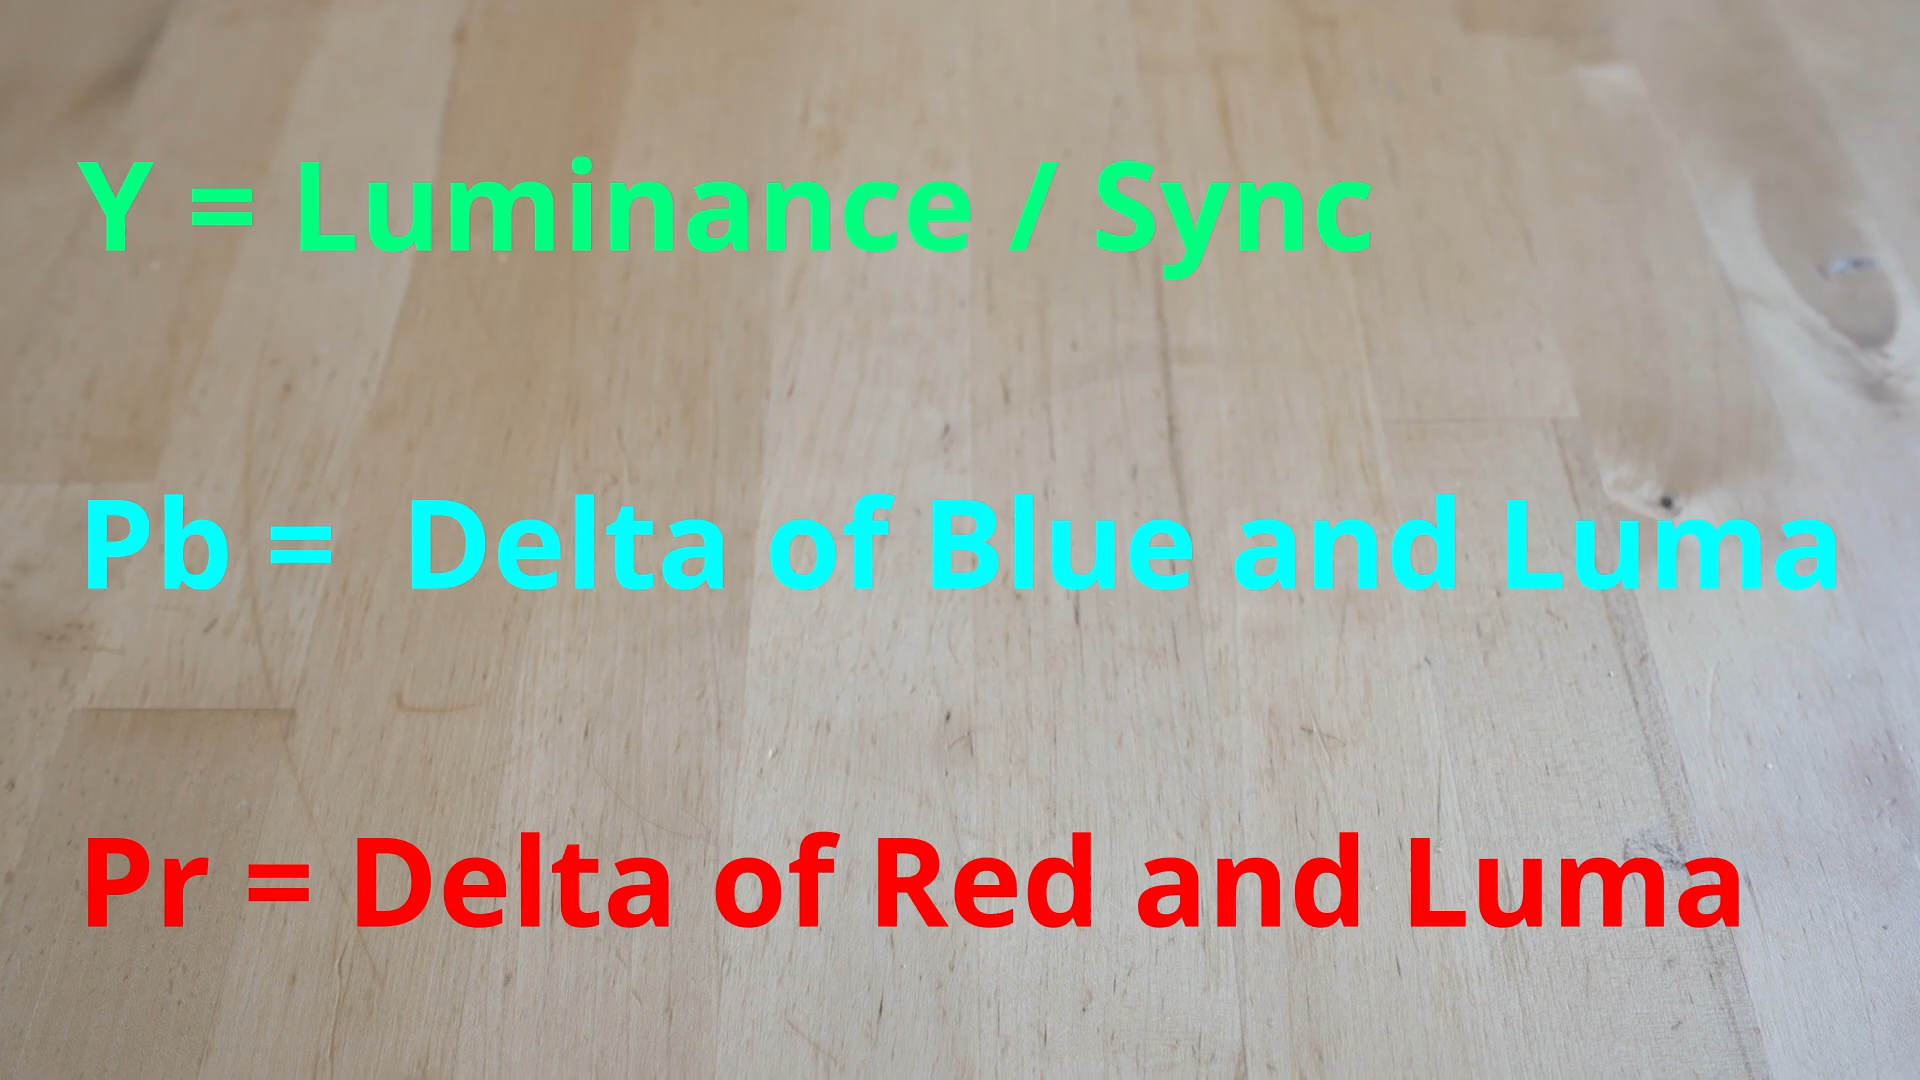 Y = Luminance / Sync
Pb = Delta of Blue and Luma
Pr = Delta of Red and Luma